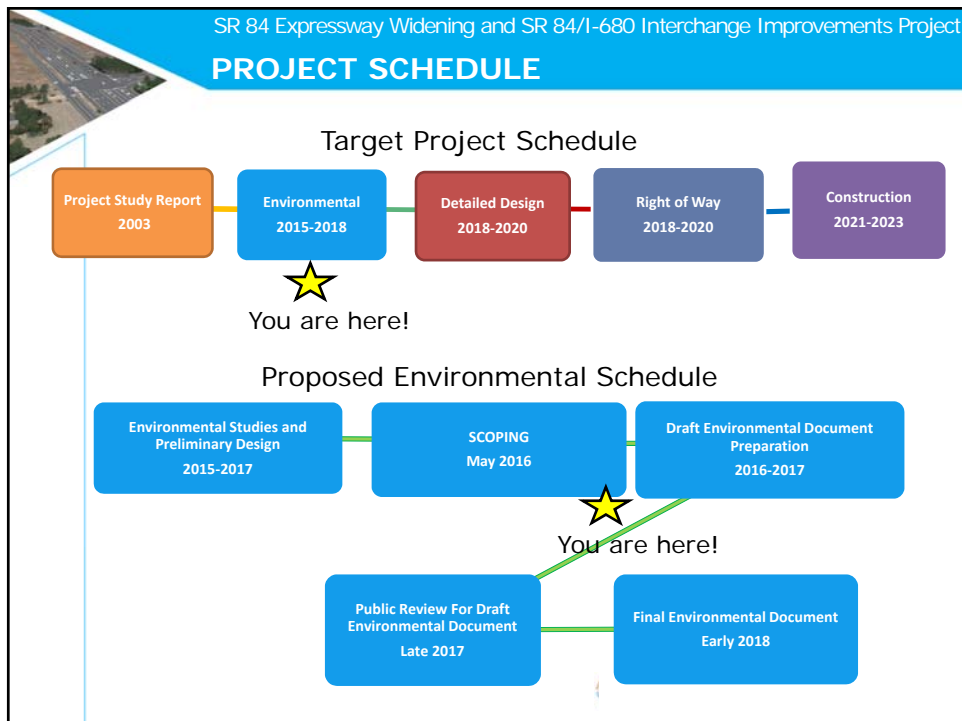 SR 84 Expressway Widening and SR 84/I-680 Interchange Improvements Project
PROJECT SCHEDULE
Target Project Schedule
Project Study Report
2003
Environmental
2015-2018
Detailed Design
2018-2020
Right of Way
2018-2020
Construction
2021-2023
You are here!
Proposed Environmental Schedule
Environmental Studies and
Preliminary Design
2015-2017
SCOPING
May 2016
Draft Environmental Document
Preparation
2016-2017
You are here!
Public Review For Draft
Environmental Document
Late 2017
Final Environmental Document
Early 2018